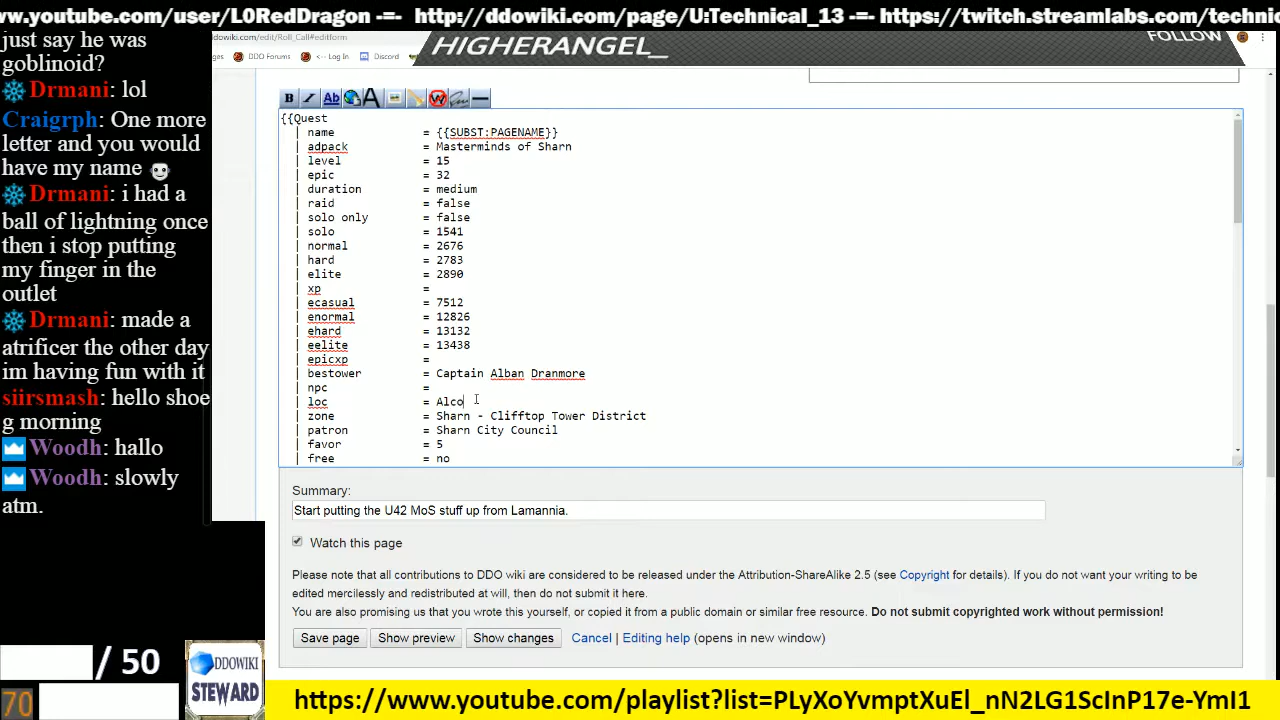 www.youtube.com/user/L0RedDragon -=- http://ddowiki.com/page/U:Technical_13 -=- https://twitch.streamlabs.com/techni
just say he was
goblinoid?
Drmani: lol
Craigrph: One more
letter and you would
have my name
Drmani: i had a
ball of lightning once
then i stop putting
my finger in the
outlet
Drmani: made a
atrificer the other day
im having fun with it
siirsmash: hello shoe
g morning
Woodh: hallo
Woodh: slowly
atm.
/ 50
70
DDOWIKI
STEWARD
.com/edit/Roll_Call#editform
HIGHERANGEL_
FOLLOW
ges DDO Forums <-- Log In Discord
B I Ab A W
{{Quest
| name = {{SUBST:PAGENAME}}
| adpack = Masterminds of Sharn
| level = 15
| epic = 32
| duration = medium
| raid = false
| solo only = false
| solo = 1541
| normal = 2676
| hard = 2783
| elite = 2890
| xp =
| ecasual = 7512
| enormal = 12826
| ehard = 13132
| eelite = 13438
| epicxp =
| bestower = Captain Alban Dranmore
| npc =
| loc = Alco
| zone = Sharn - Clifftop Tower District
| patron = Sharn City Council
| favor = 5
| free = no
Summary:
Start putting the U42 MoS stuff up from Lamannia.
Watch this page
Please note that all contributions to DDO wiki are considered to be released under the Attribution-ShareAlike 2.5 (see Copyright for details). If you do not want your writing to be
edited mercilessly and redistributed at will, then do not submit it here.
You are also promising us that you wrote this yourself, or copied it from a public domain or similar free resource. Do not submit copyrighted work without permission!
Save page Show preview Show changes Cancel | Editing help (opens in new window)
https://www.youtube.com/playlist?list=PLyXoYvmptXuEl_nN2LG1ScInP17e-YmI1